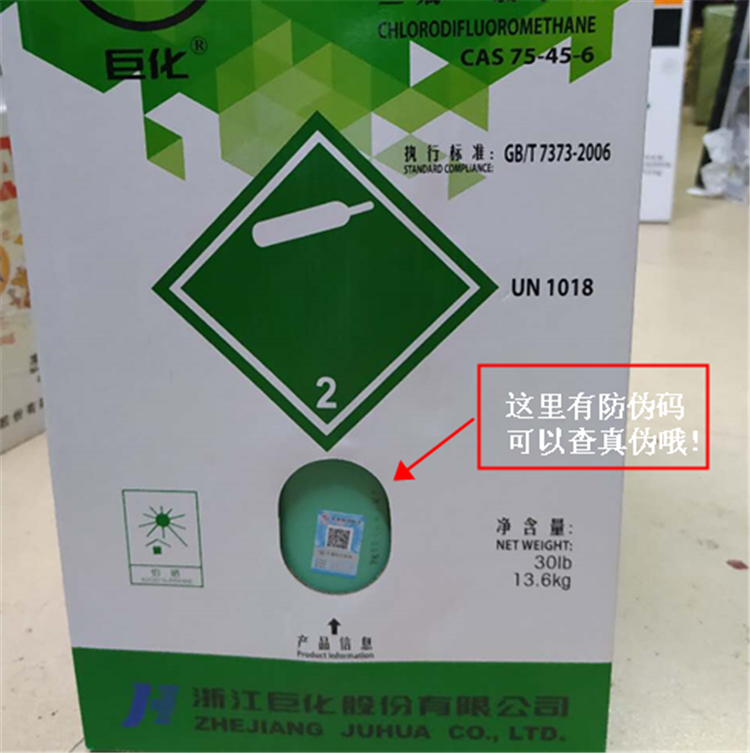 CHLORODIFLUOROMETHANE
CAS 75-45-6
巨化®
执行标准: GB/T 7373-2006
STANDARD COMPLIANCE:
UN 1018
2
这里有防伪码
可以查真伪哦!
净含量:
NET WEIGHT:
30lb
13.6kg
怕晒
产品信息
Product information
浙江巨化股份有限公司
ZHEJIANG JUHUA CO., LTD.